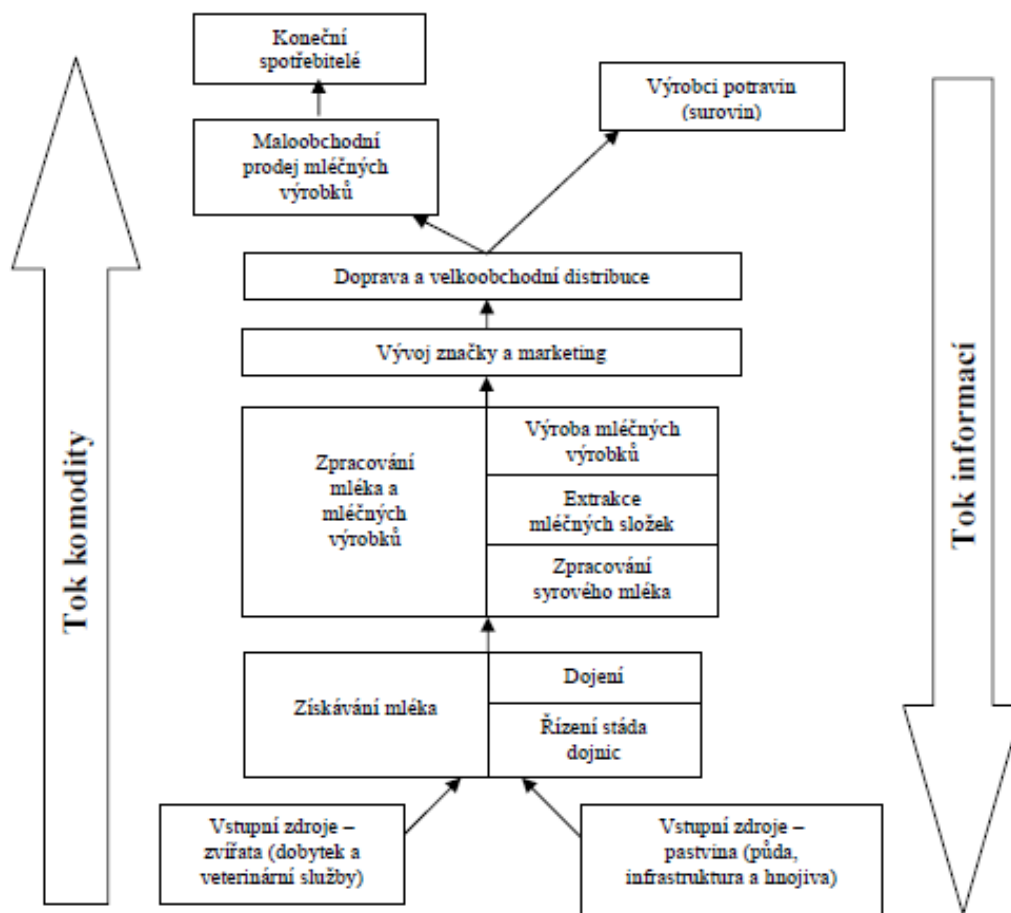 Koneční
spotřebitelé
Výrobci potravin
(surovin)
Maloobchodní
prodej mléčných
výrobků
Doprava a velkoobchodní distribuce
Vývoj značky a marketing
Zpracování
mléka a
mléčných
výrobků
Výroba mléčných
výrobků
Extrakce
mléčných složek
Zpracování
syrového mléka
Získávání mléka
Dojení
Řízení stáda
dojnic
Vstupní zdroje –
zvířata (dobytek a
veterinární služby)
Vstupní zdroje –
pastvina (půda,
infrastruktura a hnojiva)
Tok komodity
Tok informací